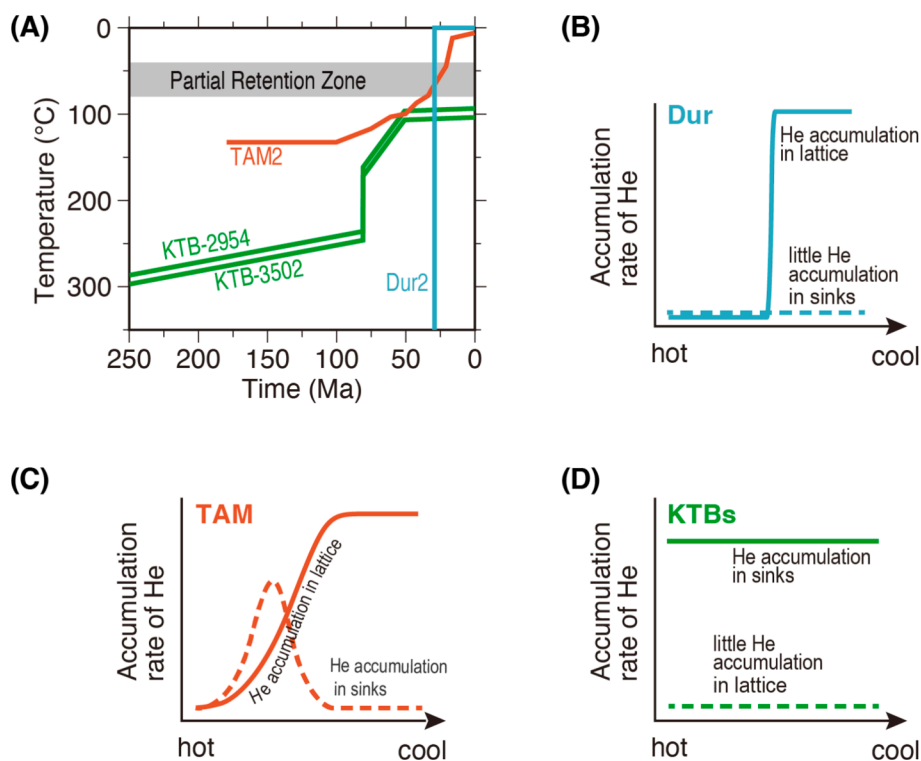 (A)
0
100
200
300
Temperature (°C)
Partial Retention Zone
TAM2
KTB-2954
KTB-3502
Dur2
250 200 150 100 50 0
Time (Ma)
(B)
Dur
Accumulation
rate of He
He accumulation
in lattice
little He
accumulation
in sinks
hot cool
(C)
TAM
Accumulation
rate of He
He accumulation in lattice
He accumulation
in sinks
hot cool
(D)
KTBs
Accumulation
rate of He
He accumulation
in sinks
little He
accumulation
in lattice
hot cool